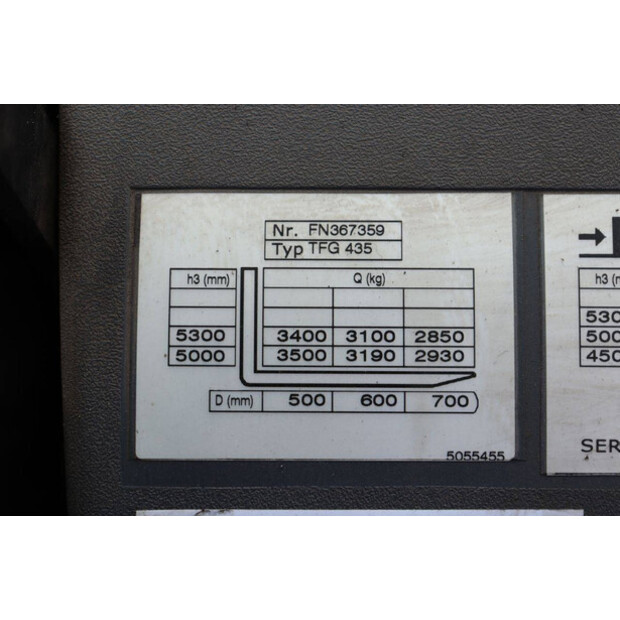 Nr. FN367359
Typ TFG 435
h3 (mm) Q (kg)
5300 3400 3100 2850
5000 3500 3190 2930
D (mm) 500 600 700
5055455
h3
530
500
450
SER